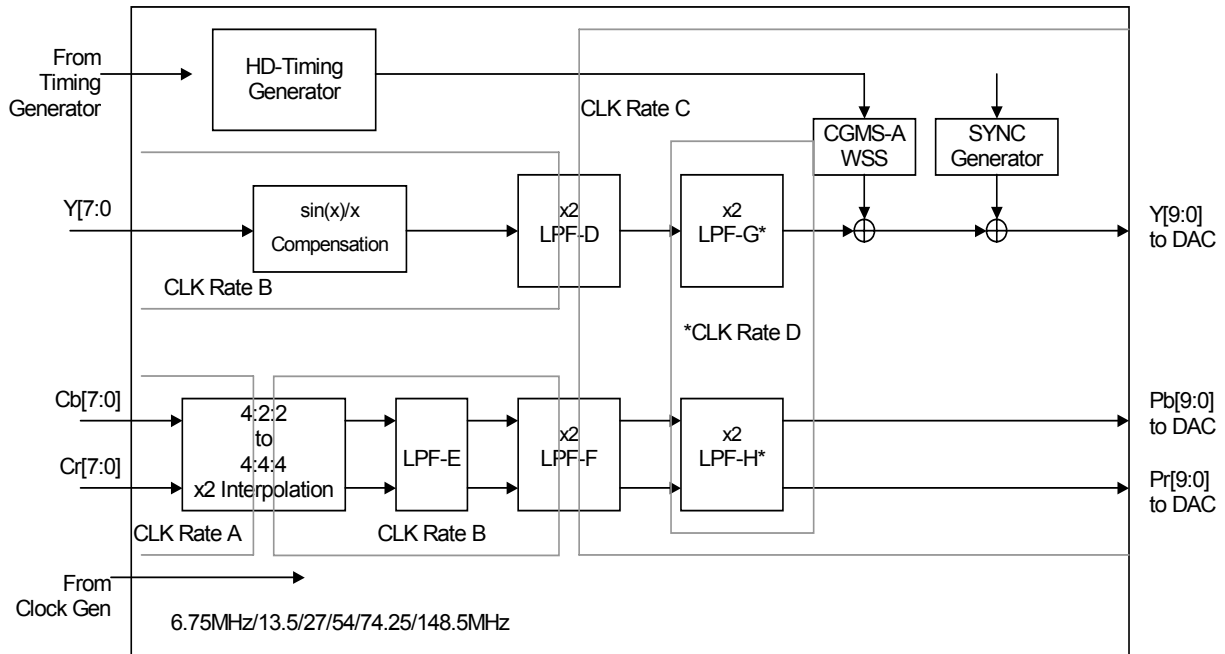 From
Timing
Generator
HD-Timing
Generator
CLK Rate C
CGMS-A
WSS
SYNC
Generator
Y[7:0
sin(x)/x
Compensation
x2
LPF-D
x2
LPF-G*
Y[9:0]
to DAC
CLK Rate B
*CLK Rate D
Cb[7:0]
Cr[7:0]
4:2:2
to
4:4:4
x2 Interpolation
LPF-E
x2
LPF-F
x2
LPF-H*
Pb[9:0]
to DAC
Pr[9:0]
to DAC
CLK Rate A
CLK Rate B
From
Clock Gen
6.75MHz/13.5/27/54/74.25/148.5MHz